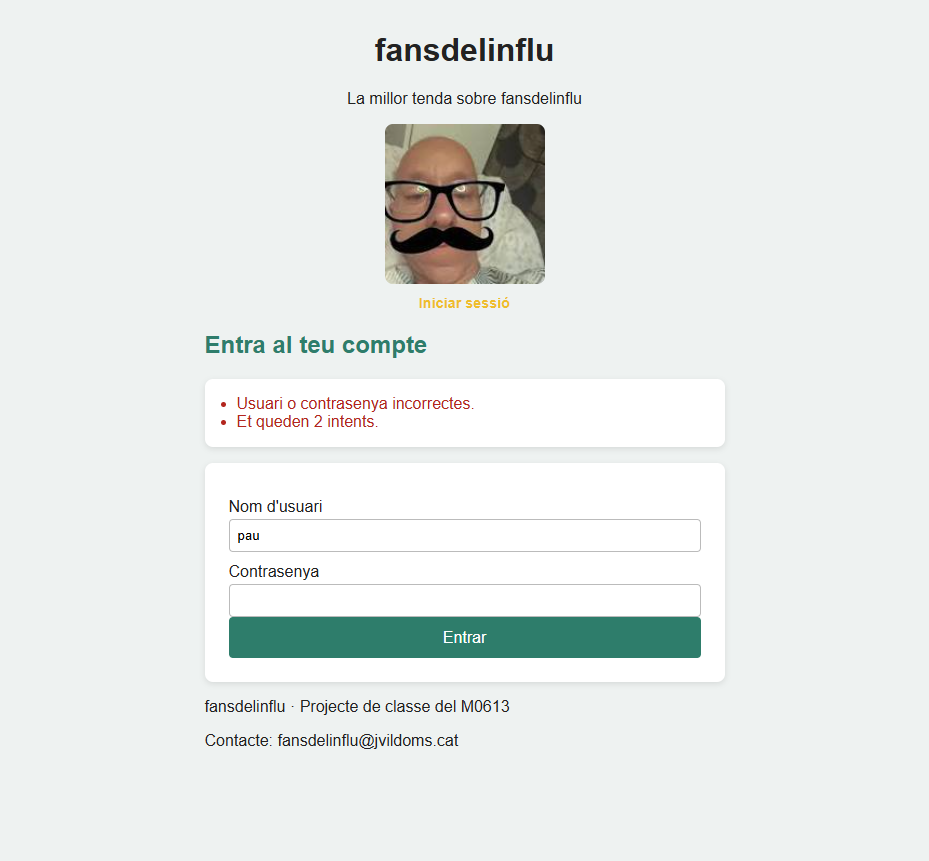 fansdelinflu
La millor tenda sobre fansdelinflu
Iniciar sessió
Entra al teu compte
Usuari o contrasenya incorrectes.
Et queden 2 intents.
Nom d'usuari
pau
Contrasenya
Entrar
fansdelinflu · Projecte de classe del M0613
Contacte: fansdelinflu@jvildoms.cat